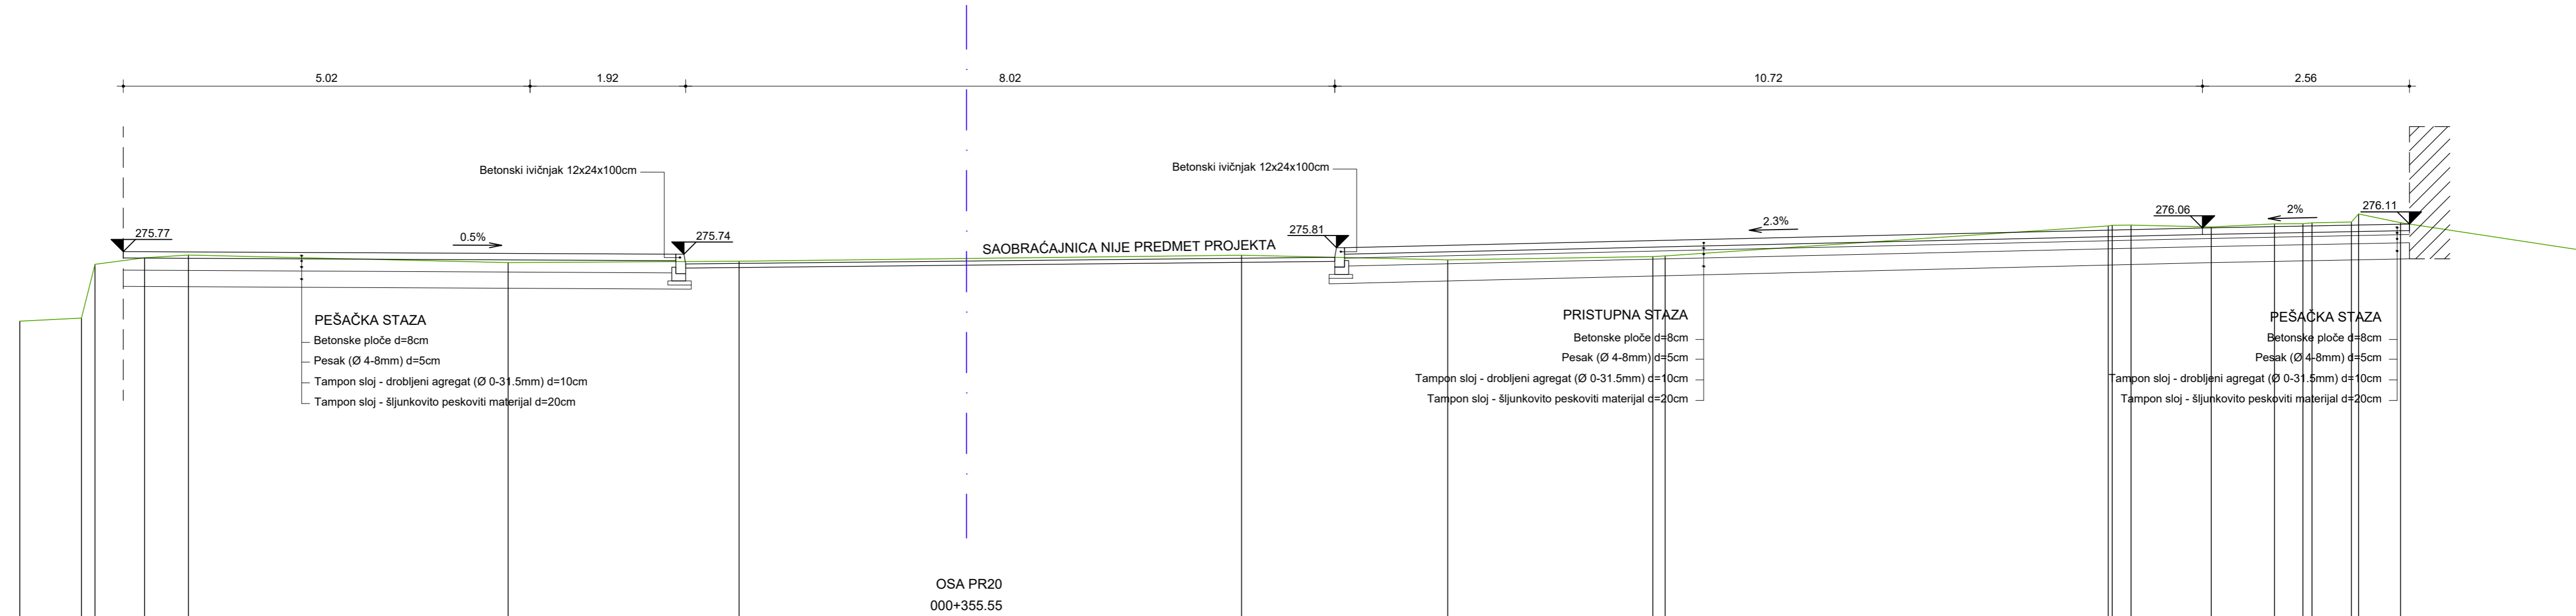 5.02 1.92 8.02 10.72 2.56
Betonski ivičnjak 12x24x100cm
Betonski ivičnjak 12x24x100cm
275.77
0.5%
275.74
SAOBRAĆAJNICA NIJE PREDMET PROJEKTA
275.81
2.3%
276.06
2%
276.11
PEŠAČKA STAZA
Betonske ploče d=8cm
Pesak (Ø 4-8mm) d=5cm
Tampon sloj - drobljeni agregat (Ø 0-31.5mm) d=10cm
Tampon sloj - šljunkovito peskoviti materijal d=20cm
PRISTUPNA STAZA
Betonske ploče d=8cm
Pesak (Ø 4-8mm) d=5cm
Tampon sloj - drobljeni agregat (Ø 0-31.5mm) d=10cm
Tampon sloj - šljunkovito peskoviti materijal d=20cm
PEŠAČKA STAZA
Betonske ploče d=8cm
Pesak (Ø 4-8mm) d=5cm
Tampon sloj - drobljeni agregat (Ø 0-31.5mm) d=10cm
Tampon sloj - šljunkovito peskoviti materijal d=20cm
OSA PR20
000+355.55